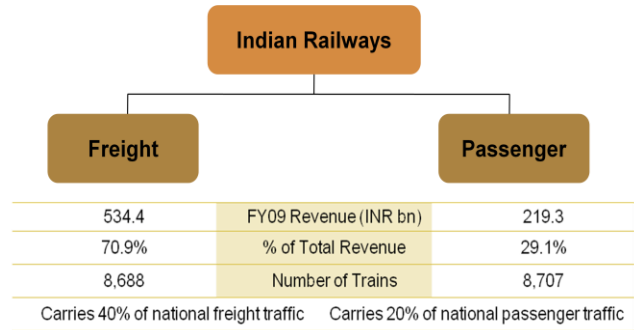 Indian Railways
Freight
Passenger
534.4 FY09 Revenue (INR bn) 219.3
70.9% % of Total Revenue 29.1%
8,688 Number of Trains 8,707
Carries 40% of national freight traffic Carries 20% of national passenger traffic